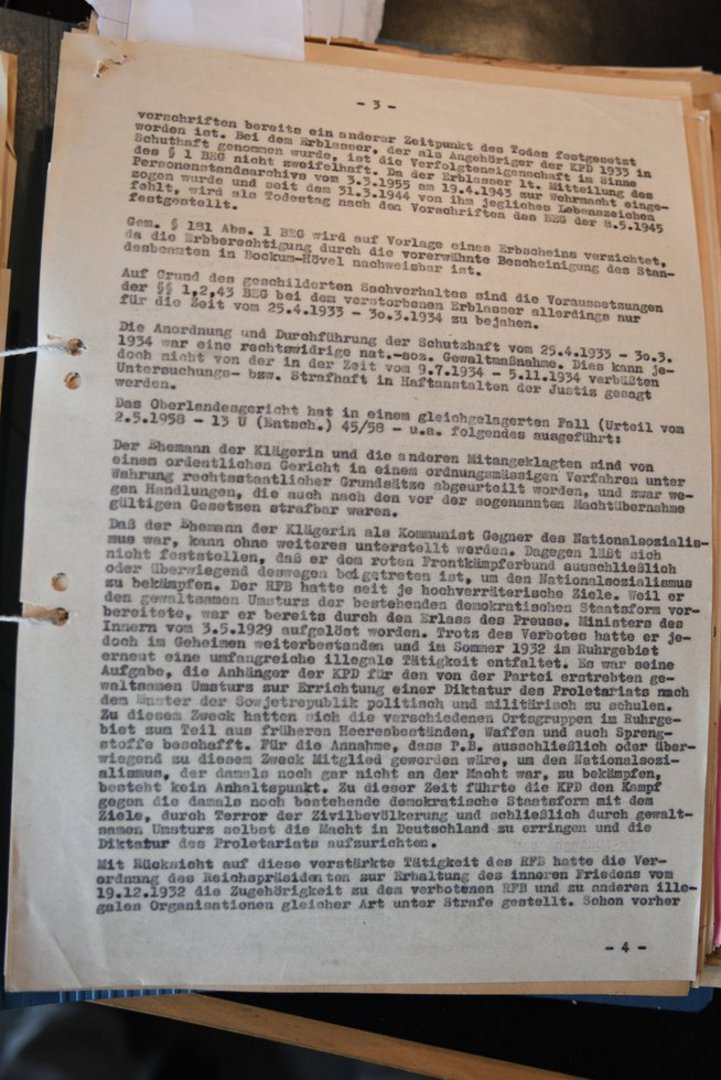 - 3 -
vorschriften bereits ein anderer Zeitpunkt des Todes festgesetzt
worden ist. Bei dem Erblasser, der als Angehöriger der KPD 1933 in
Schuthaft genommen wurde, ist die Verfolgteneigenschaft im Sinne
des § 1 BEG nicht zweifelhaft. Da der Erblasser lt. Mitteilung des
Personenstandsarchivs vom 3.3.1955 am 19.4.1943 zur Wehrmacht einge-
zogen wurde und seit dem 31.3.1944 von ihm jegliches Lebenszeichen
fehlt, wird als Todestag nach den Vorschriften des BEG der 8.5.1945
festgestellt.
Gem. § 181 Abs. 1 BEG wird auf Vorlage eines Erbscheins verzichtet,
da die Erbberechtigung durch die vorerwähnte Bescheinigung des Stan-
desbeamten in Bockum-Hövel nachweisbar ist.
Auf Grund des geschilderten Sachverhaltes sind die Voraussetzungen
der §§ 1,2,43 BEG bei dem verstorbenen Erblasser allerdings nur
für die Zeit vom 25.4.1933 - 3o.3.1934 zu bejahen.
Die Anordnung und Durchführung der Schutzhaft vom 25.4.1933 - 3o.3.
1934 war eine rechtswidrige nat.-soz. Gewaltmaßnahme. Dies kann je-
doch nicht von der in der Zeit vom 9.7.1934 - 5.11.1934 verbüßten
Untersuchungs- bzw. Strafhaft in Haftanstalten der Justiz gesagt
werden.
Das Oberlandesgericht hat in einem gleichgelagerten Fall (Urteil vom
2.5.1958 - 13 U (Entsch.) 45/58 - u.a. folgendes ausgeführt:
Der Ehemann der Klägerin und die anderen Mitangeklagten sind von
einem ordentlichen Gericht in einem ordnungsmässigen Verfahren unter
Wahrung rechtsstaatlicher Grundsätze abgeurteilt worden, und zwar we-
gen Handlungen, die auch nach den vor der sogenannten Machtübernahme
gültigen Gesetzen strafbar waren.
Daß der Ehemann der Klägerin als Kommunist Gegner des Nationalsozialis-
mus war, kann ohne weiteres unterstellt werden. Dagegen läßt sich
nicht feststellen, daß er dem roten Frontkämpferbund ausschließlich
oder überwiegend deswegen beigetreten ist, um den Nationalsozialismus
zu bekämpfen. Der RFB hatte seit je hochverräterische Ziele. Weil er
den gewaltsamen Umsturz der bestehenden demokratischen Staatsform vor-
bereitete, war er bereits durch den Erlass des Preuss. Ministers des
Innern vom 3.5.1929 aufgelöst worden. Trotz des Verbotes hatte er je-
doch im Geheimen weiterbestanden und im Sommer 1932 im Ruhrgebiet
erneut eine umfangreiche illegale Tätigkeit entfaltet. Es war seine
Aufgabe, die Anhänger der KPD für den von der Partei erstrebten ge-
waltsamen Umsturz zur Errichtung einer Diktatur des Proletariats nach
dem Muster der Sowjetrepublik politisch und militärisch zu schulen.
Zu diesem Zweck hatten sich die verschiedenen Ortsgruppen im Ruhrge-
biet zum Teil aus früheren Heeresbeständen, Waffen und auch Spreng-
stoffe beschafft. Für die Annahme, dass P.B. ausschließlich oder über-
wiegend zu diesem Zweck Mitglied geworden wäre, um den Nationalsozi-
alismus, der damals noch gar nicht an der Macht war, zu bekämpfen,
besteht kein Anhaltspunkt. Zu dieser Zeit führte die KPD den Kampf
gegen die damals noch bestehende demokratische Staatsform mit dem
Ziele, durch Terror der Zivilbevölkerung und schließlich durch gewalt-
samen Umsturz selbst die Macht in Deutschland zu erringen und die
Diktatur des Proletariats aufzurichten.
Mit Rücksicht auf diese verstärkte Tätigkeit des RFB hatte die Ver-
ordnung des Reichspräsidenten zur Erhaltung des inneren Friedens vom
19.12.1932 die Zugehörigkeit zu dem verbotenen RFB und zu anderen ille-
galen Organisationen gleicher Art unter Strafe gestellt. Schon vorher
- 4 -